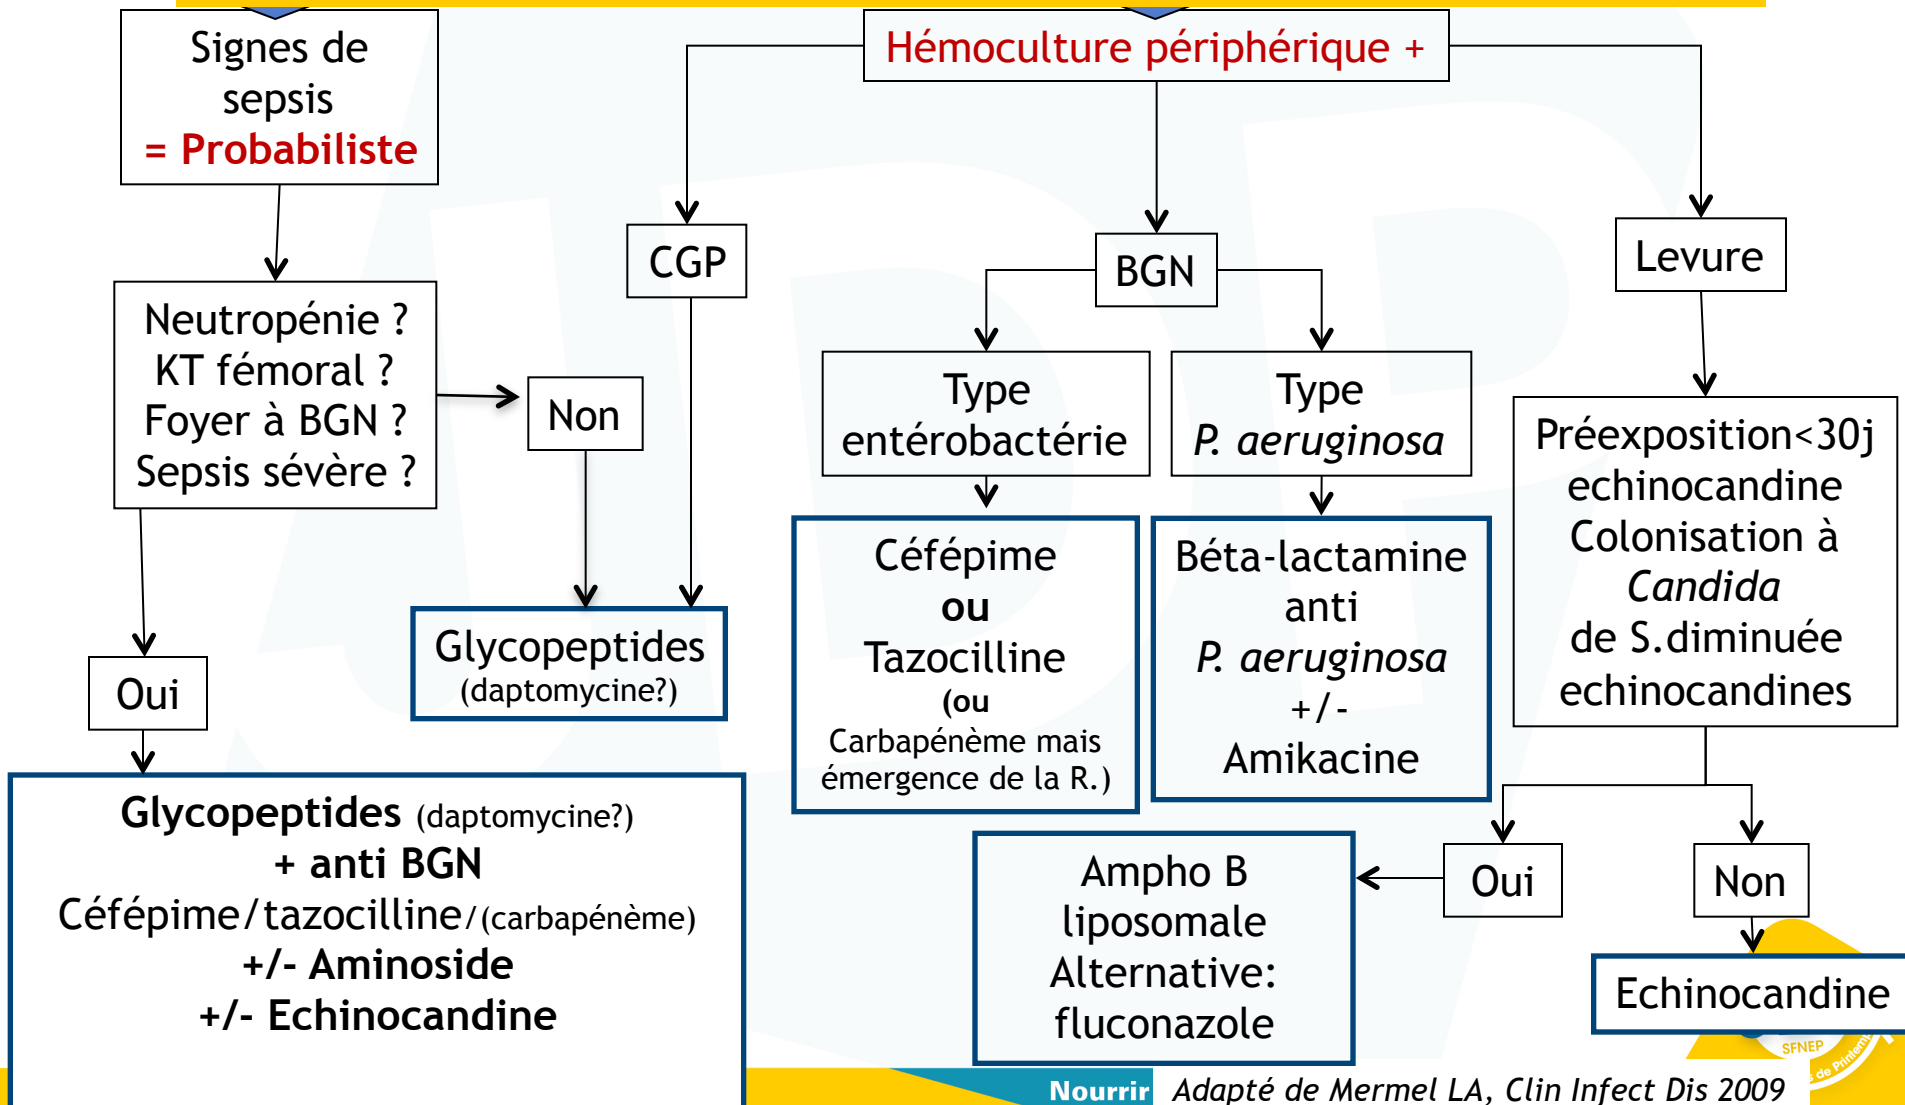 Signes de
sepsis
= Probabiliste
Hémoculture périphérique +
Neutropénie ?
KT fémoral ?
Foyer à BGN ?
Sepsis sévère ?
Non
Oui
CGP
Glycopeptides
(daptomycine?)
Glycopeptides (daptomycine?)
+ anti BGN
Céfépime/tazocilline/(carbapénème)
+/- Aminoside
+/- Echinocandine
BGN
Type
entérobactérie
Céfépime
ou
Tazocilline
(ou
Carbapénème mais
émergence de la R.)
Type
P. aeruginosa
Béta-lactamine
anti
P. aeruginosa
+/-
Amikacine
Levure
Préexposition<30j
echinocandine
Colonisation à
Candida
de S.diminuée
echinocandines
Oui
Non
Ampho B
liposomale
Alternative:
fluconazole
Echinocandine
SFNEP
de Printemp
Nourrir
Adapté de Mermel LA, Clin Infect Dis 2009